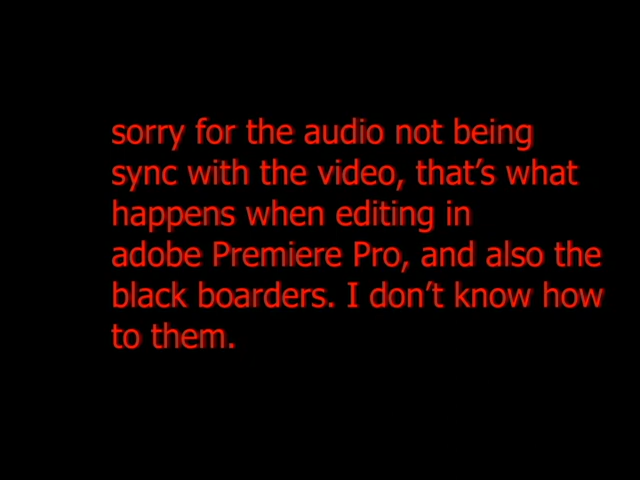 sorry for the audio not being
sync with the video, that’s what
happens when editing in
adobe Premiere Pro, and also the
black boarders. I don’t know how
to them.